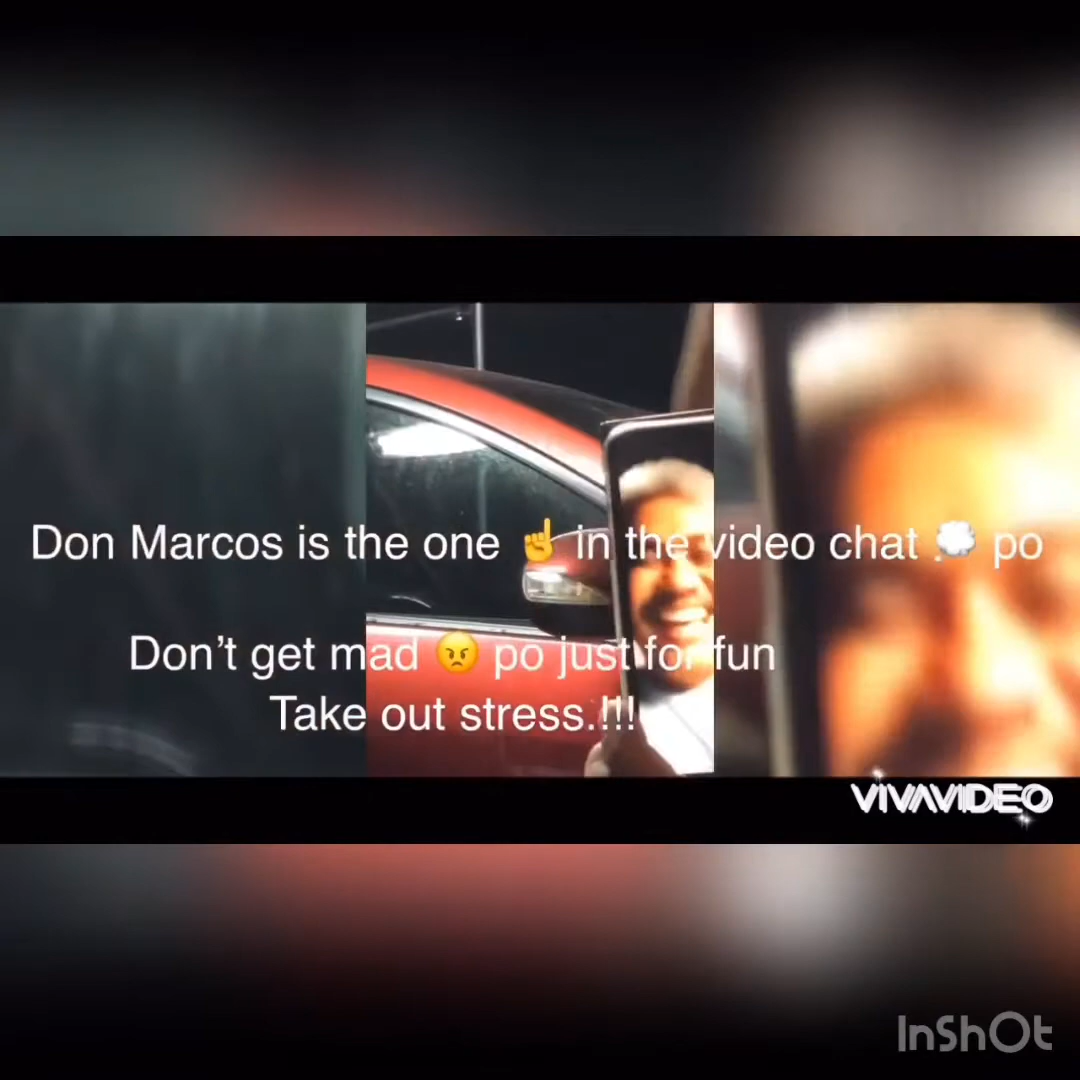 Don Marcos is the one ☝️ in the video chat 💭 po
Don't get mad 😠 po just for fun
Take out stress.!!!
VIVAVIDEO
InShOt